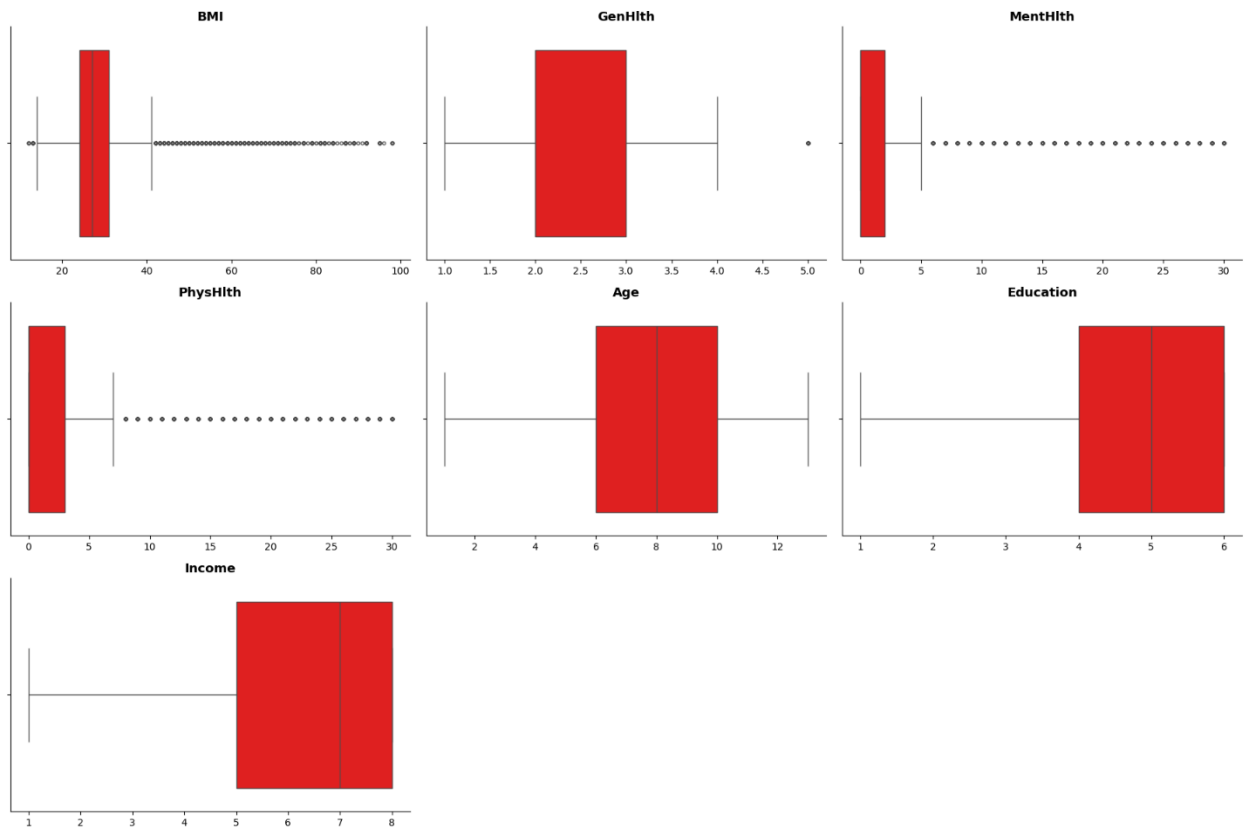 BMI GenHlth MentHlth
20 40 60 80 100 1.0 1.5 2.0 2.5 3.0 3.5 4.0 4.5 5.0 0 5 10 15 20 25 30
PhysHlth Age Education
0 5 10 15 20 25 30 2 4 6 8 10 12 1 2 3 4 5 6
Income
1 2 3 4 5 6 7 8